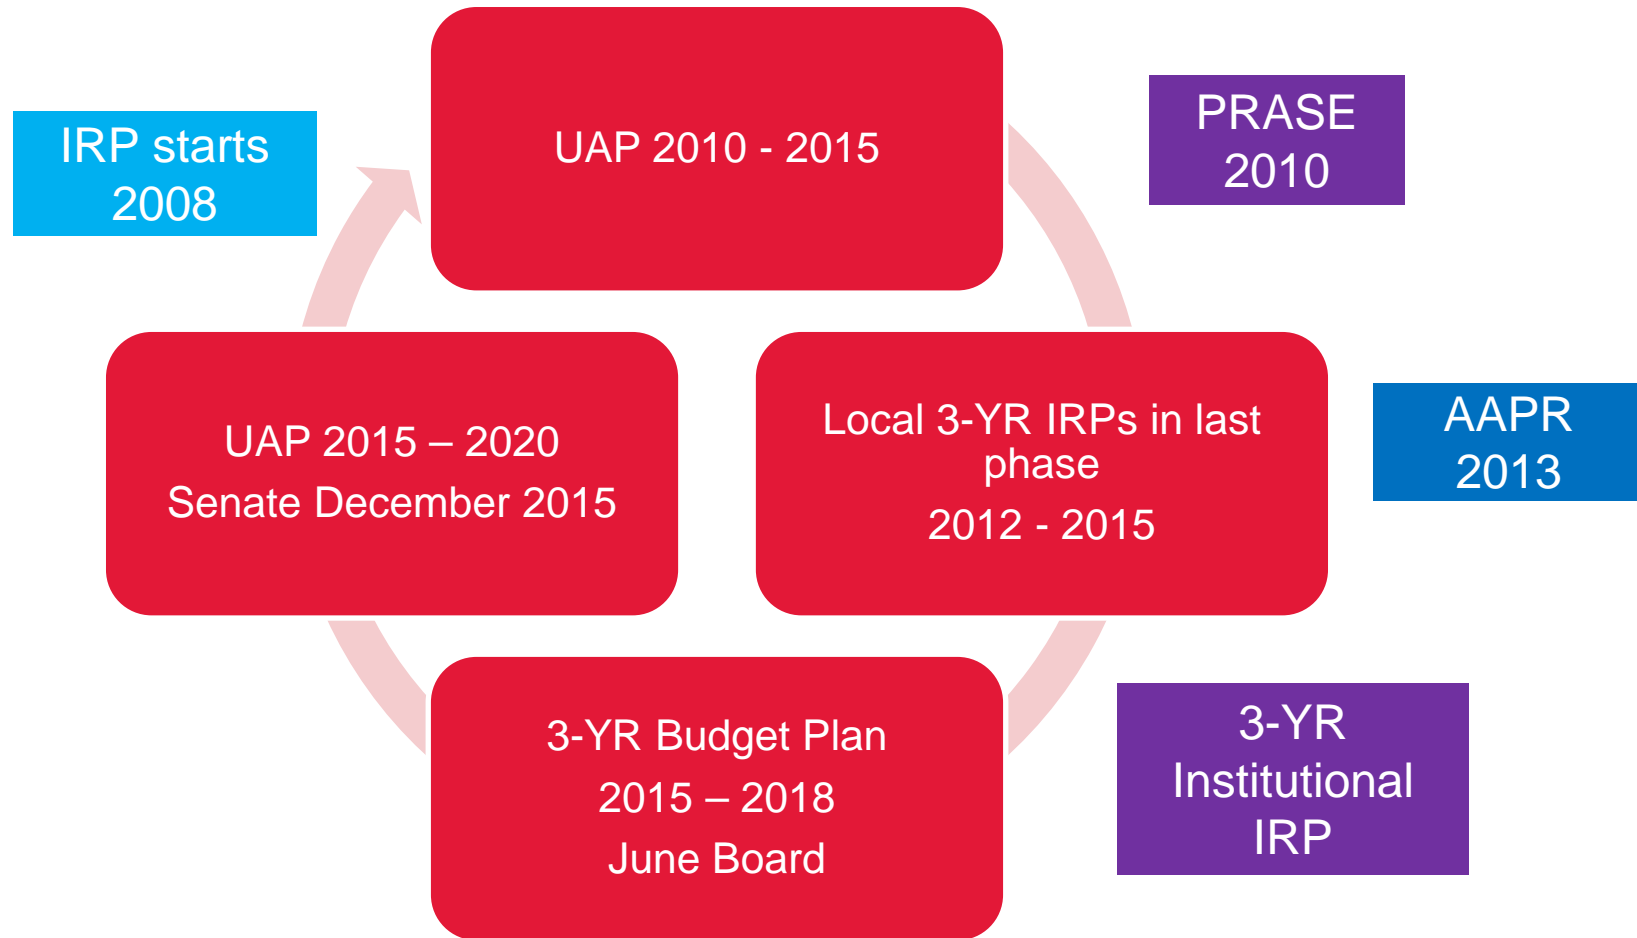 UAP 2010 - 2015
IRP starts
2008
PRASE
2010
UAP 2015 – 2020
Senate December 2015
Local 3-YR IRPs in last
phase
2012 - 2015
AAPR
2013
3-YR Budget Plan
2015 – 2018
June Board
3-YR
Institutional
IRP